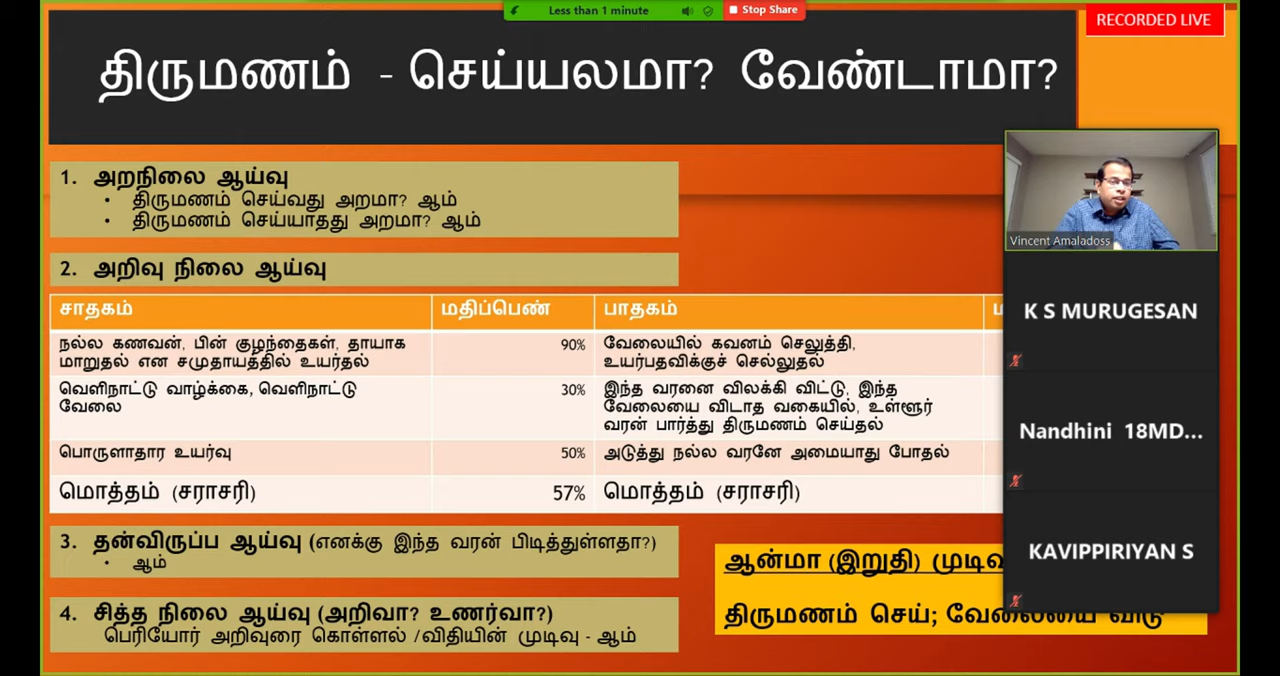 Less than 1 minute
Stop Share
RECORDED LIVE
திருமணம் - செய்யலமா? வேண்டாமா?
1. அறநிலை ஆய்வு
• திருமணம் செய்வது அறமா? ஆம்
• திருமணம் செய்யாதது அறமா? ஆம்
2. அறிவு நிலை ஆய்வு
சாதகம் மதிப்பெண் பாதகம்
நல்ல கணவன், பின் குழந்தைகள், தாயாக
மாறுதல் என சமுதாயத்தில் உயர்தல்
90%
வேலையில் கவனம் செலுத்தி,
உயர்பதவிக்குச் செல்லுதல்
வெளிநாட்டு வாழ்க்கை, வெளிநாட்டு
வேலை
30%
இந்த வரனை விலக்கி விட்டு, இந்த
வேலையை விடாத வகையில், உள்ளூர்
வரன் பார்த்து திருமணம் செய்தல்
பொருளாதார உயர்வு 50% அடுத்து நல்ல வரனே அமையாது போதல்
மொத்தம் (சராசரி) 57% மொத்தம் (சராசரி)
3. தன்விருப்ப ஆய்வு (எனக்கு இந்த வரன் பிடித்துள்ளதா?)
• ஆம்
4. சித்த நிலை ஆய்வு (அறிவா? உணர்வா?)
பெரியோர் அறிவுரை கொள்ளல் /விதியின் முடிவு - ஆம்
ஆன்மா (இறுதி)
திருமணம் செய்; வேலையை விடு
Vincent Amaladoss
K S MURUGESAN
Nandhini 18MD...
KAVIPPIRIYAN S